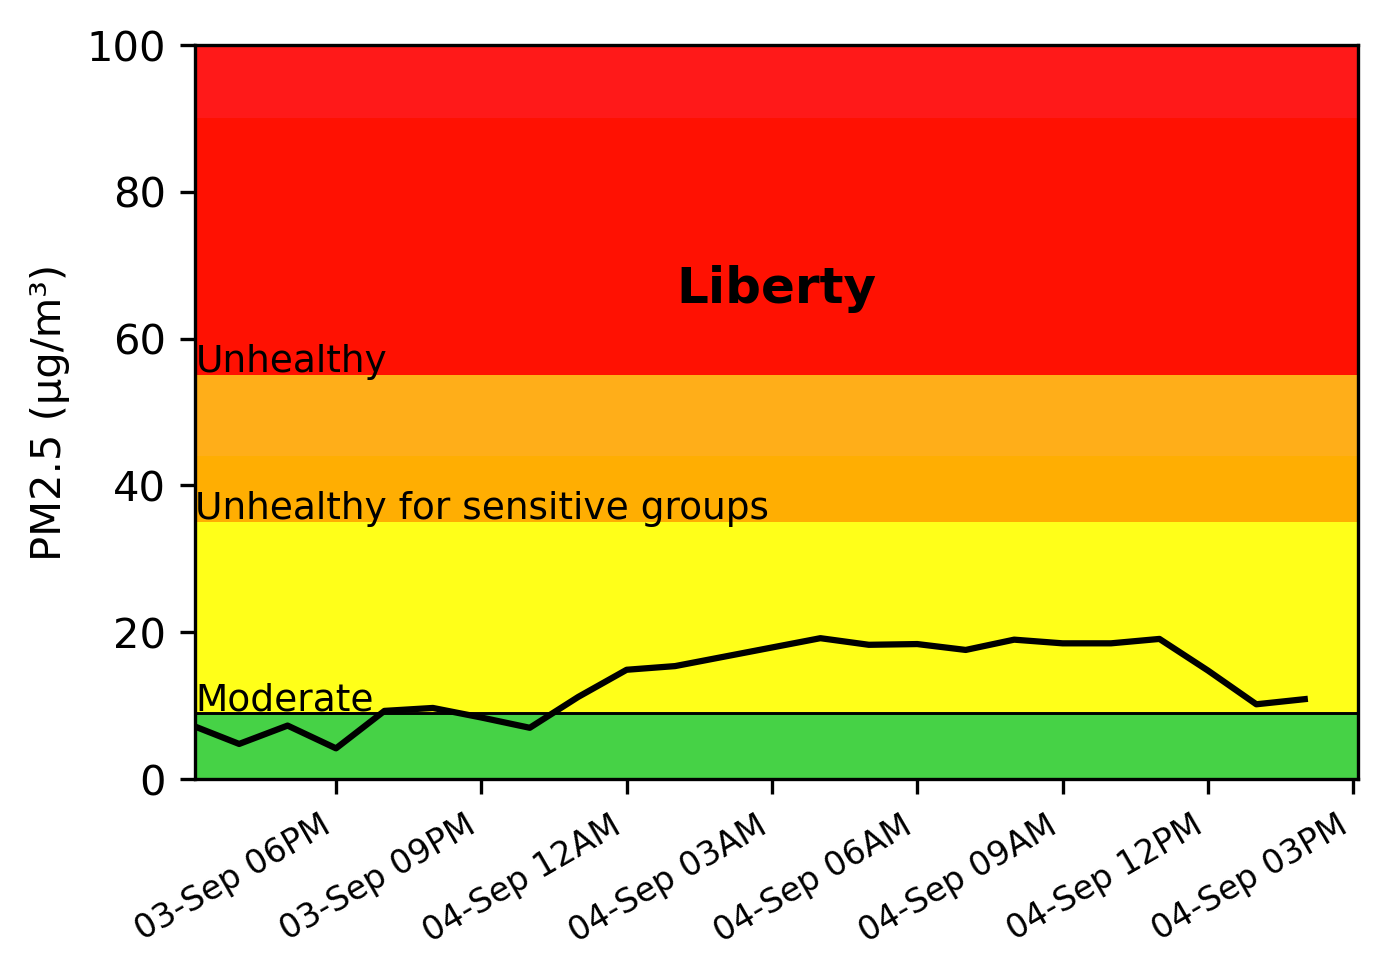 100
80
60
40
20
0
PM2.5 (µg/m³)
Liberty
Unhealthy
Unhealthy for sensitive groups
Moderate
03-Sep 06PM
03-Sep 09PM
04-Sep 12AM
04-Sep 03AM
04-Sep 06AM
04-Sep 09AM
04-Sep 12PM
04-Sep 03PM